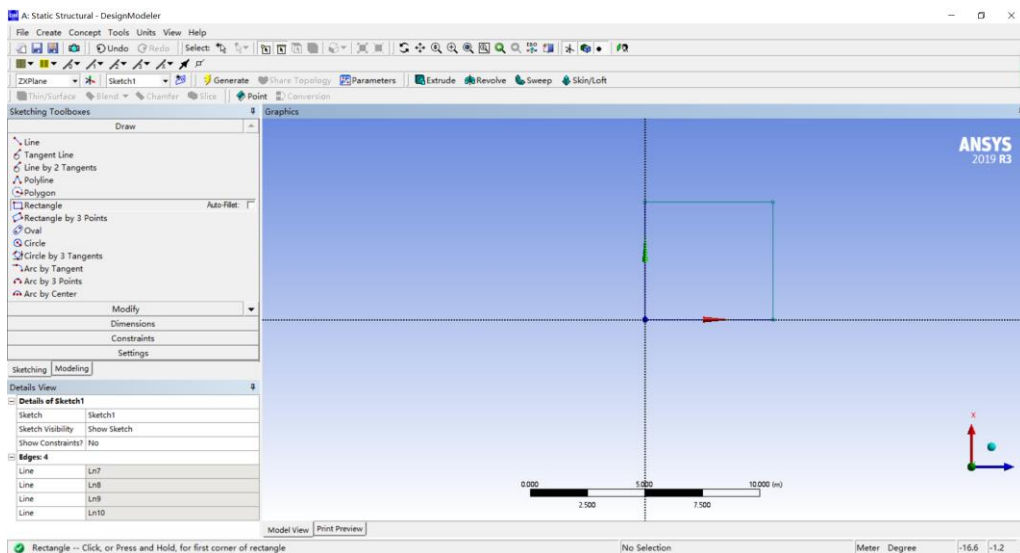 A: Static Structural - DesignModeler
File Create Concept Tools Units View Help
Undo Redo Select:
ZXPlane Sketch1 Generate Share Topology Parameters Extrude Revolve Sweep Skin/Loft
Thin/Surface Blend Chamfer Slice Point Conversion
Sketching Toolboxes
Draw
Line
Tangent Line
Line by 2 Tangents
Polyline
Polygon
Rectangle Auto-Fillet:
Rectangle by 3 Points
Oval
Circle
Circle by 3 Tangents
Arc by Tangent
Arc by 3 Points
Arc by Center
Modify
Dimensions
Constraints
Settings
Sketching Modeling
Details View
Details of Sketch1
Sketch Sketch1
Sketch Visibility Show Sketch
Show Constraints? No
Edges: 4
Line Ln7
Line Ln8
Line Ln9
Line Ln10
Graphics
ANSYS
2019 R3
X
0.000 5.000 10.000 (m)
2.500 7.500
Model View Print Preview
Rectangle -- Click, or Press and Hold, for first corner of rectangle No Selection Meter Degree -16.6 -1.2